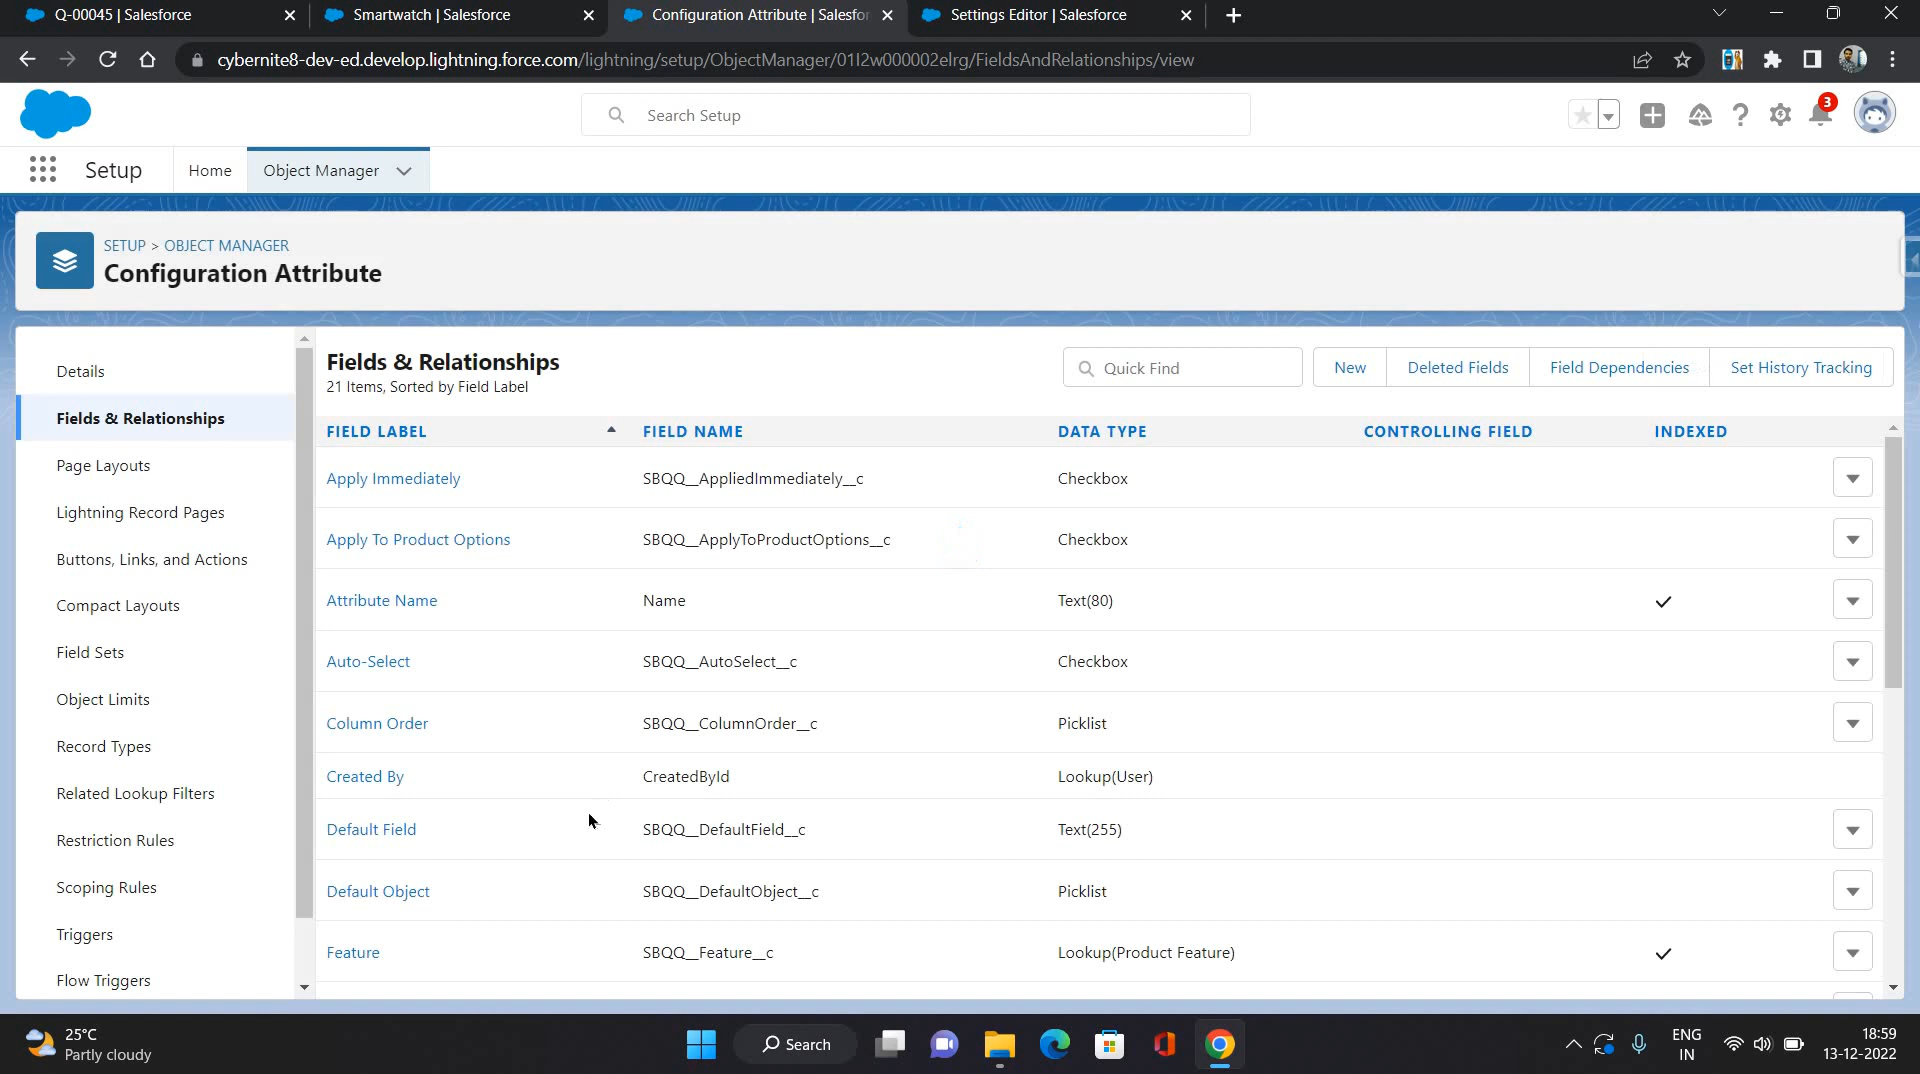 Q-00045 | Salesforce
Smartwatch | Salesforce
Configuration Attribute | Salesfor
Settings Editor | Salesforce
cybernite8-dev-ed.develop.lightning.force.com/lightning/setup/ObjectManager/01I2w000002elrg/FieldsAndRelationships/view
Search Setup
3
Setup
Home
Object Manager
SETUP > OBJECT MANAGER
Configuration Attribute
Details
Fields & Relationships
Page Layouts
Lightning Record Pages
Buttons, Links, and Actions
Compact Layouts
Field Sets
Object Limits
Record Types
Related Lookup Filters
Restriction Rules
Scoping Rules
Triggers
Flow Triggers
Fields & Relationships
21 Items, Sorted by Field Label
Quick Find
New
Deleted Fields
Field Dependencies
Set History Tracking
FIELD LABEL FIELD NAME DATA TYPE CONTROLLING FIELD INDEXED
Apply Immediately SBQQ__AppliedImmediately__c Checkbox
Apply To Product Options SBQQ__ApplyToProductOptions__c Checkbox
Attribute Name Name Text(80)
Auto-Select SBQQ__AutoSelect__c Checkbox
Column Order SBQQ__ColumnOrder__c Picklist
Created By CreatedById Lookup(User)
Default Field SBQQ__DefaultField__c Text(255)
Default Object SBQQ__DefaultObject__c Picklist
Feature SBQQ__Feature__c Lookup(Product Feature)
25°C
Partly cloudy
Search
ENG
IN
18:59
13-12-2022